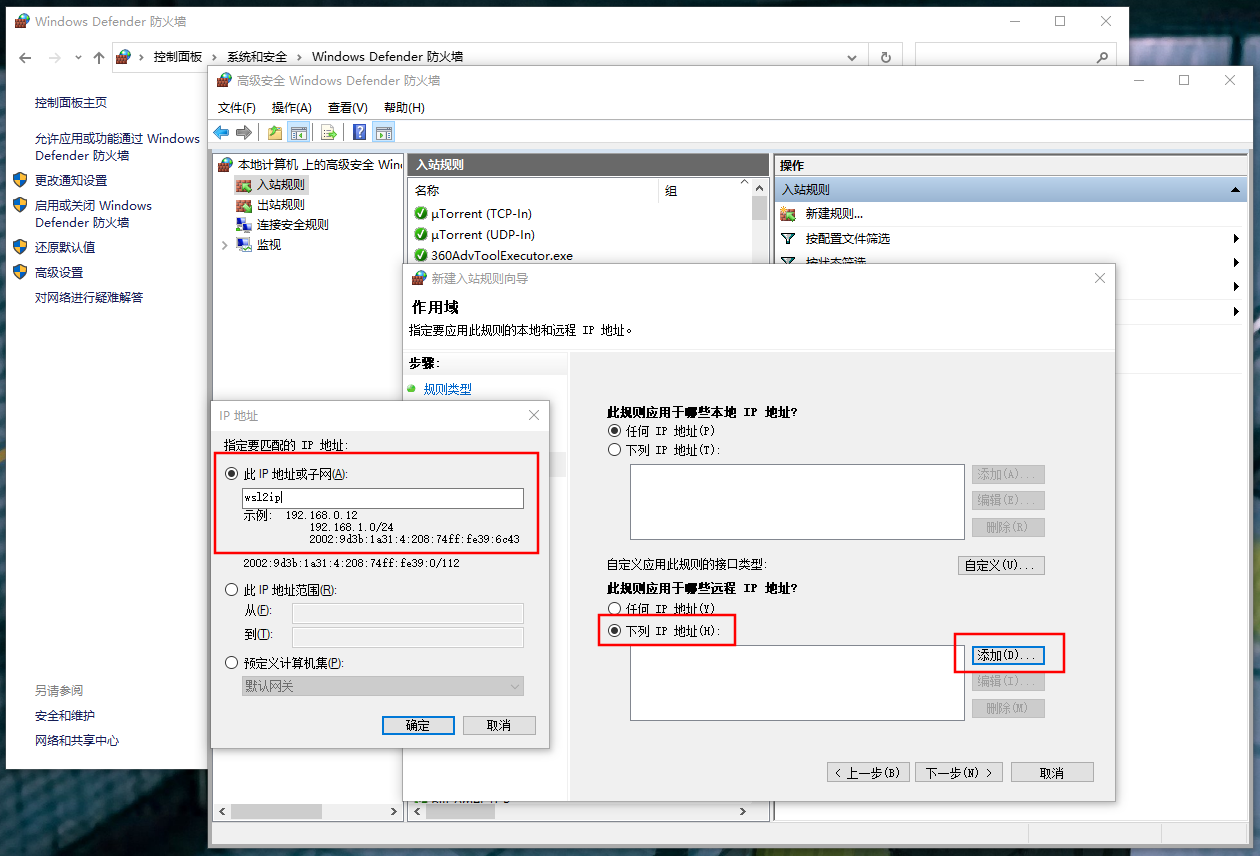 Windows Defender 防火墙
控制面板 › 系统和安全 › Windows Defender 防火墙
控制面板主页
允许应用或功能通过 Windows
Defender 防火墙
更改通知设置
启用或关闭 Windows
Defender 防火墙
还原默认值
高级设置
对网络进行疑难解答
另请参阅
安全和维护
网络和共享中心
高级安全 Windows Defender 防火墙
文件(F) 操作(A) 查看(V) 帮助(H)
本地计算机 上的高级安全 Win
入站规则
出站规则
连接安全规则
监视
入站规则
名称 组
µTorrent (TCP-In)
µTorrent (UDP-In)
360AdvToolExecutor.exe
操作
入站规则
新建规则...
按配置文件筛选
按状态筛选
新建入站规则向导
作用域
指定要应用此规则的本地和远程 IP 地址。
步骤:
规则类型
此规则应用于哪些本地 IP 地址?
任何 IP 地址(P)
下列 IP 地址(T):
添加(A)...
编辑(E)...
删除(R)
自定义应用此规则的接口类型:
自定义(U)...
此规则应用于哪些远程 IP 地址?
任何 IP 地址(Y)
下列 IP 地址(H):
添加(D)...
编辑(I)...
删除(M)
< 上一步(B) 下一步(N) > 取消
IP 地址
指定要匹配的 IP 地址:
此 IP 地址或子网(A):
wsl2ip
示例: 192.168.0.12
192.168.1.0/24
2002:9d3b:1a31:4:208:74ff:fe39:6c43
2002:9d3b:1a31:4:208:74ff:fe39:0/112
此 IP 地址范围(R):
从(F):
到(T):
预定义计算机集(P):
默认网关
确定 取消